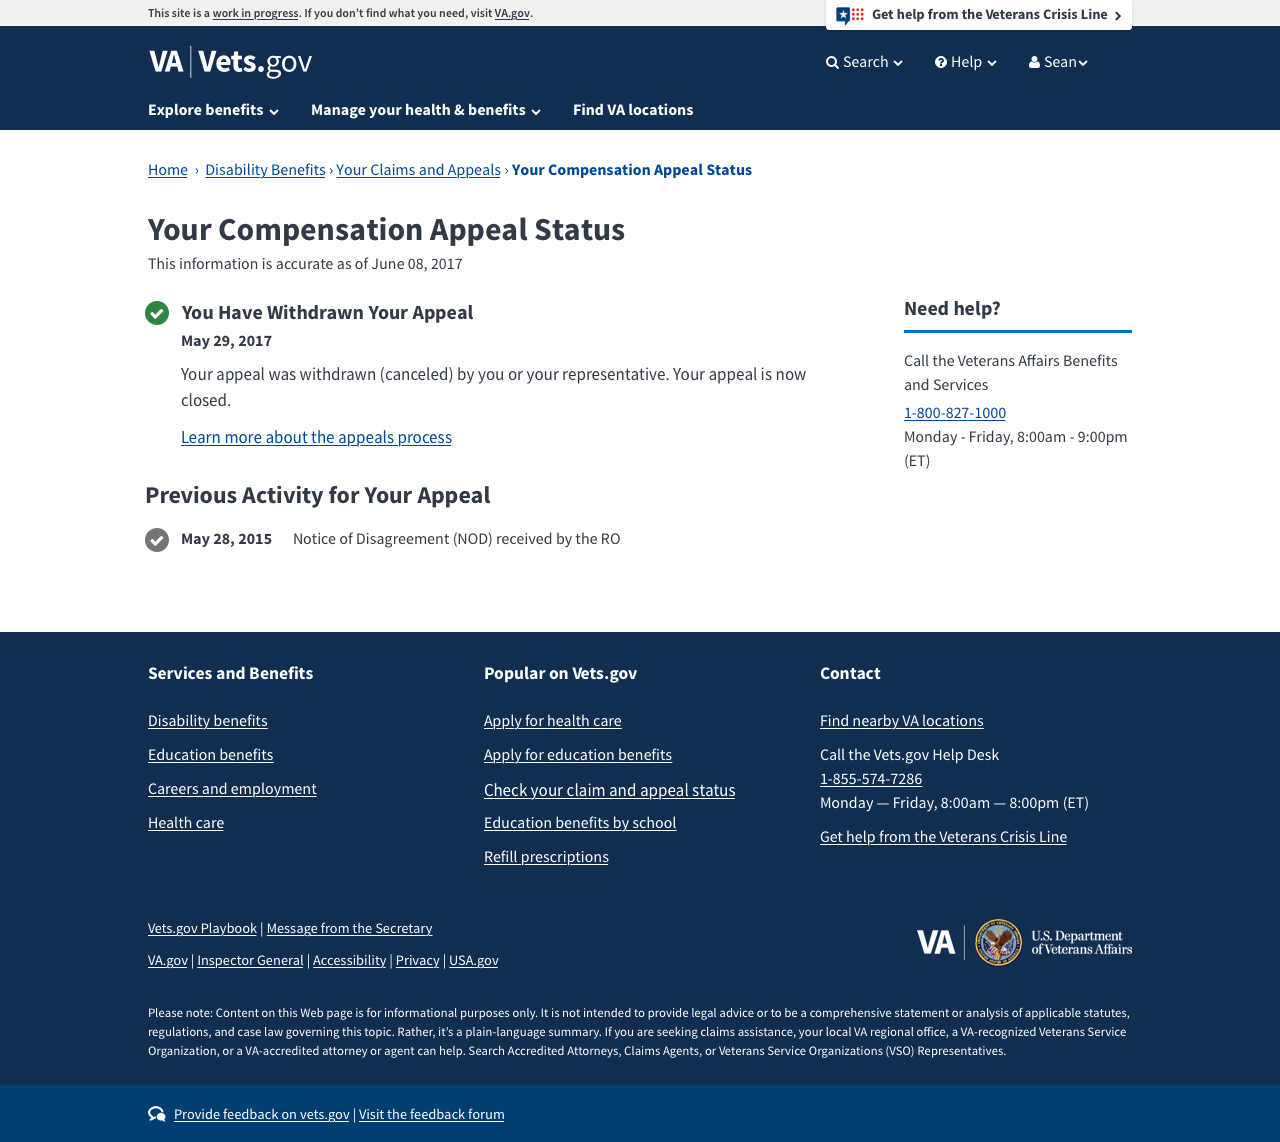 This site is a work in progress. If you don’t find what you need, visit VA.gov.
Get help from the Veterans Crisis Line
VA | Vets.gov
Search
Help
Sean
Explore benefits
Manage your health & benefits
Find VA locations
Home › Disability Benefits › Your Claims and Appeals › Your Compensation Appeal Status
Your Compensation Appeal Status
This information is accurate as of June 08, 2017
You Have Withdrawn Your Appeal
May 29, 2017
Your appeal was withdrawn (canceled) by you or your representative. Your appeal is now
closed.
Learn more about the appeals process
Need help?
Call the Veterans Affairs Benefits
and Services
1-800-827-1000
Monday - Friday, 8:00am - 9:00pm
(ET)
Previous Activity for Your Appeal
May 28, 2015 Notice of Disagreement (NOD) received by the RO
Services and Benefits
Disability benefits
Education benefits
Careers and employment
Health care
Popular on Vets.gov
Apply for health care
Apply for education benefits
Check your claim and appeal status
Education benefits by school
Refill prescriptions
Contact
Find nearby VA locations
Call the Vets.gov Help Desk
1-855-574-7286
Monday — Friday, 8:00am — 8:00pm (ET)
Get help from the Veterans Crisis Line
Vets.gov Playbook | Message from the Secretary
VA.gov | Inspector General | Accessibility | Privacy | USA.gov
VA
U.S. Department
of Veterans Affairs
Please note: Content on this Web page is for informational purposes only. It is not intended to provide legal advice or to be a comprehensive statement or analysis of applicable statutes,
regulations, and case law governing this topic. Rather, it’s a plain-language summary. If you are seeking claims assistance, your local VA regional office, a VA-recognized Veterans Service
Organization, or a VA-accredited attorney or agent can help. Search Accredited Attorneys, Claims Agents, or Veterans Service Organizations (VSO) Representatives.
Provide feedback on vets.gov | Visit the feedback forum